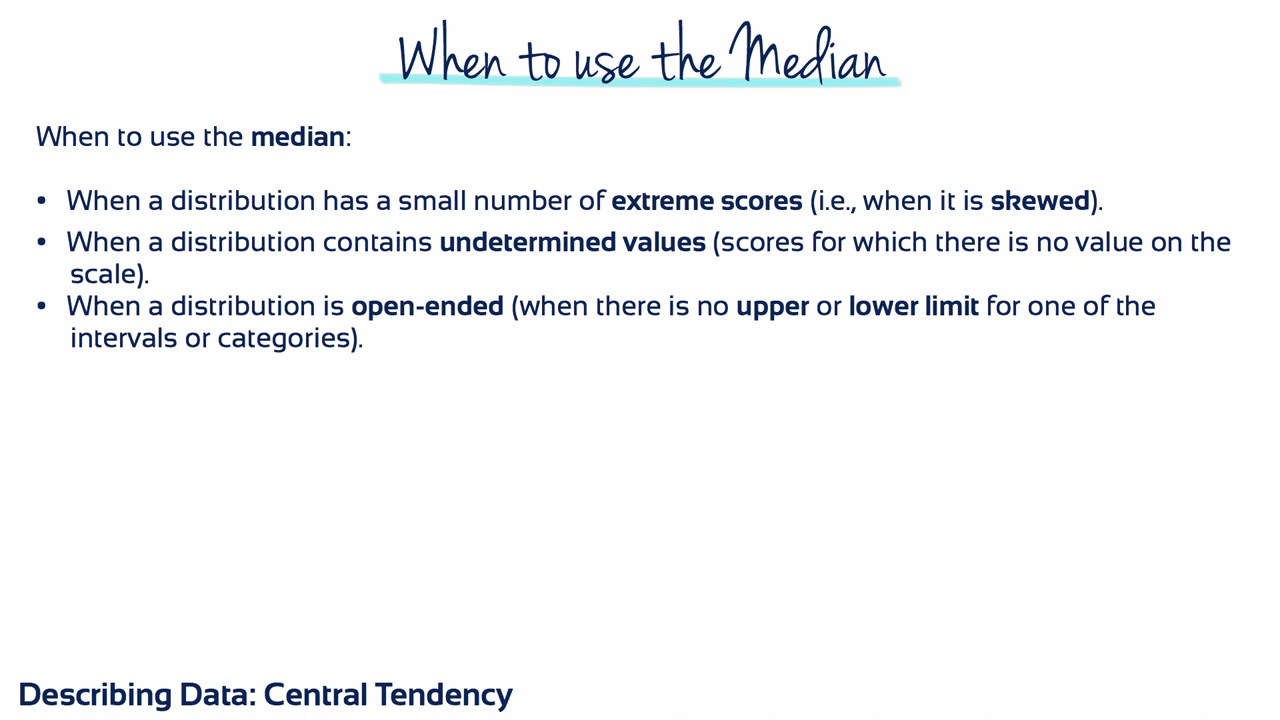 When to use the Median
When to use the median:
• When a distribution has a small number of extreme scores (i.e., when it is skewed).
• When a distribution contains undetermined values (scores for which there is no value on the
scale).
• When a distribution is open-ended (when there is no upper or lower limit for one of the
intervals or categories).
Describing Data: Central Tendency